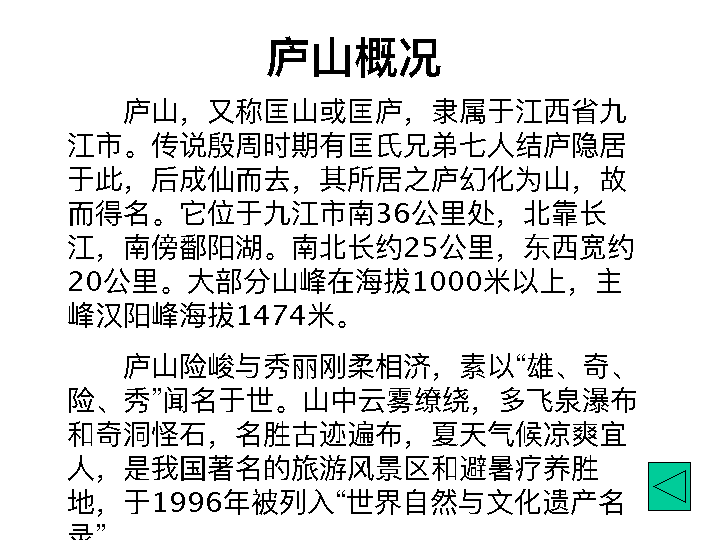 庐山概况
庐山，又称匡山或匡庐，隶属于江西省九
江市。传说殷周时期有匡氏兄弟七人结庐隐居
于此，后成仙而去，其所居之庐幻化为山，故
而得名。它位于九江市南36公里处，北靠长
江，南傍鄱阳湖。南北长约25公里，东西宽约
20公里。大部分山峰在海拔1000米以上，主
峰汉阳峰海拔1474米。
庐山险峻与秀丽刚柔相济，素以“雄、奇、
险、秀”闻名于世。山中云雾缭绕，多飞泉瀑布
和奇洞怪石，名胜古迹遍布，夏天气候凉爽宜
人，是我国著名的旅游风景区和避暑疗养胜
地，于1996年被列入“世界自然与文化遗产名
录”